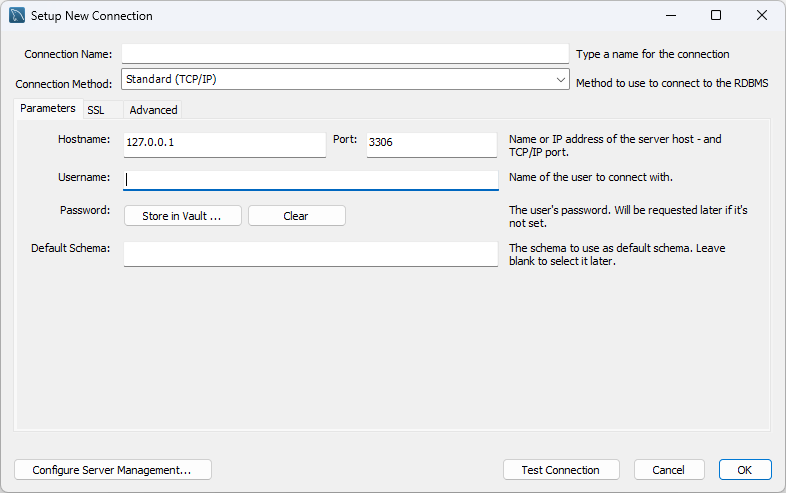 Setup New Connection
Connection Name: Type a name for the connection
Connection Method: Standard (TCP/IP) Method to use to connect to the RDBMS
Parameters SSL Advanced
Hostname: 127.0.0.1 Port: 3306 Name or IP address of the server host - and
TCP/IP port.
Username: Name of the user to connect with.
Password: Store in Vault ... Clear The user's password. Will be requested later if it's
not set.
Default Schema: The schema to use as default schema. Leave
blank to select it later.
Configure Server Management... Test Connection Cancel OK